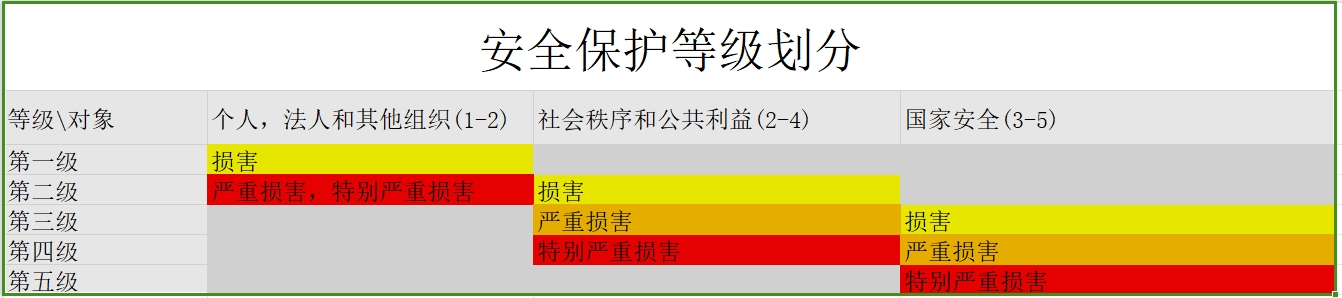 安全保护等级划分
等级\对象 个人，法人和其他组织(1-2) 社会秩序和公共利益(2-4) 国家安全(3-5)
第一级 损害
第二级 严重损害，特别严重损害 损害
第三级 严重损害 损害
第四级 特别严重损害 严重损害
第五级 特别严重损害